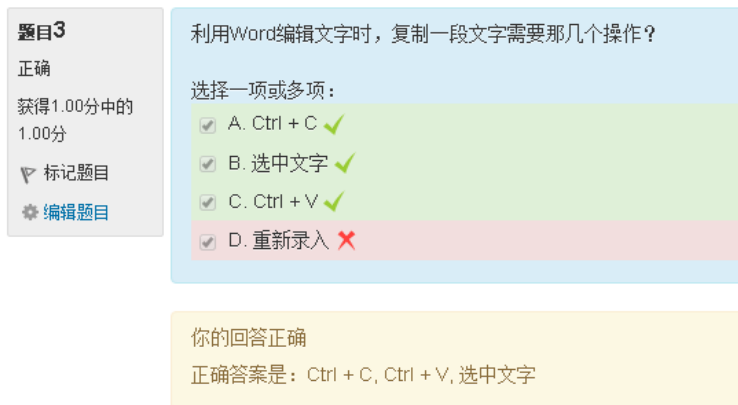 题目3
正确
获得1.00分中的
1.00分
标记题目
编辑题目
利用Word编辑文字时，复制一段文字需要那几个操作？
选择一项或多项：
A. Ctrl + C
B. 选中文字
C. Ctrl + V
D. 重新录入
你的回答正确
正确答案是：Ctrl + C, Ctrl + V, 选中文字